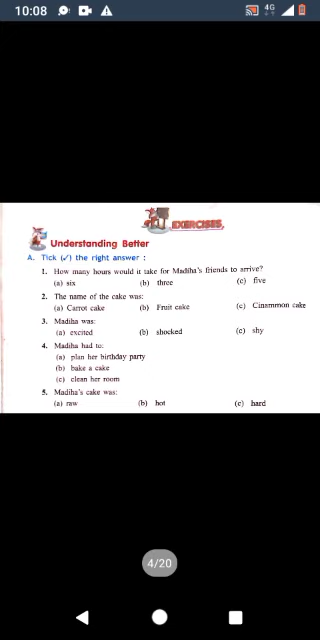 10:08 4G
EXERCISES
Understanding Better
A. Tick (✓) the right answer :
1. How many hours would it take for Madiha's friends to arrive?
(a) six (b) three (c) five
2. The name of the cake was:
(a) Carrot cake (b) Fruit cake (c) Cinammon cake
3. Madiha was:
(a) excited (b) shocked (c) shy
4. Madiha had to:
(a) plan her birthday party
(b) bake a cake
(c) clean her room
5. Madiha's cake was:
(a) raw (b) hot (c) hard
4/20